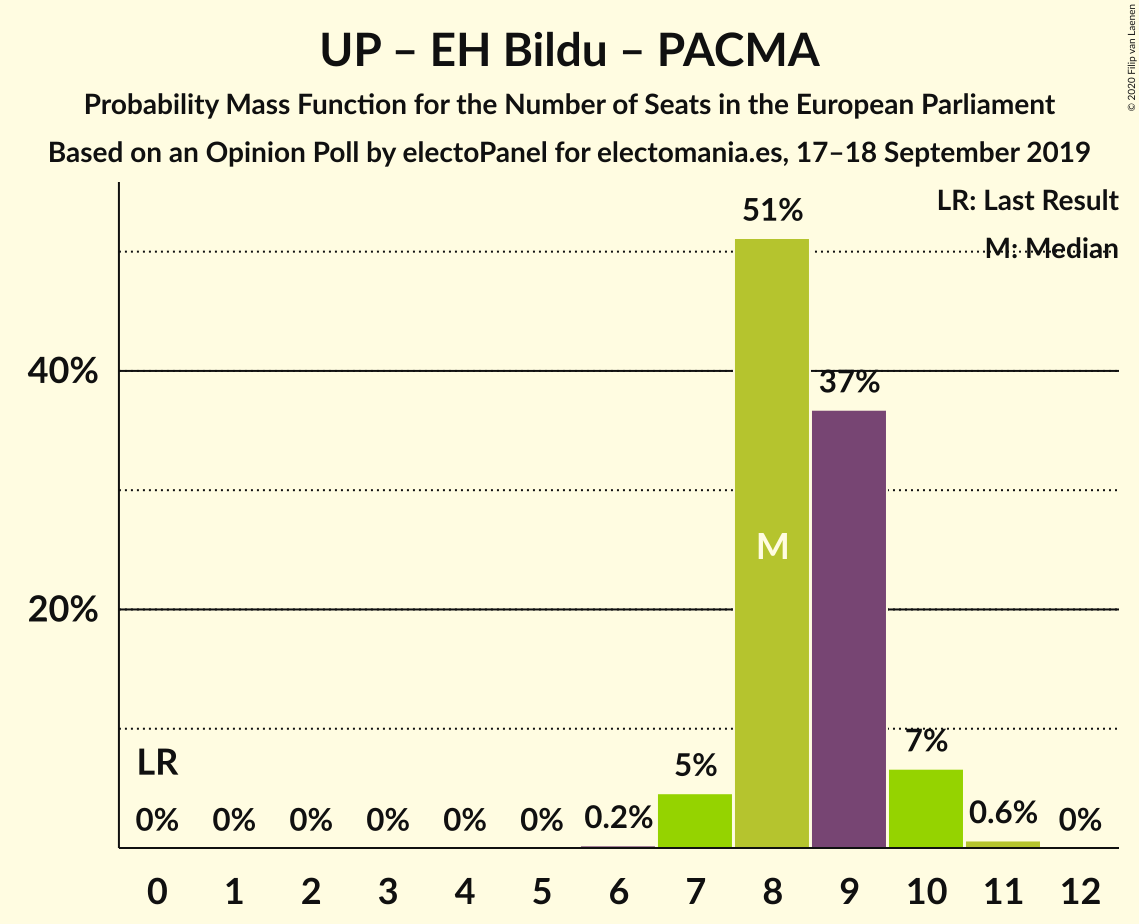 UP – EH Bildu – PACMA
Probability Mass Function for the Number of Seats in the European Parliament
Based on an Opinion Poll by electoPanel for electomania.es, 17–18 September 2019
© 2020 Filip van Laenen
LR: Last Result
M: Median
51%
40%
37%
M
20%
7%
LR
5%
0% 0% 0% 0% 0% 0% 0.2% 0.6% 0%
0 1 2 3 4 5 6 7 8 9 10 11 12